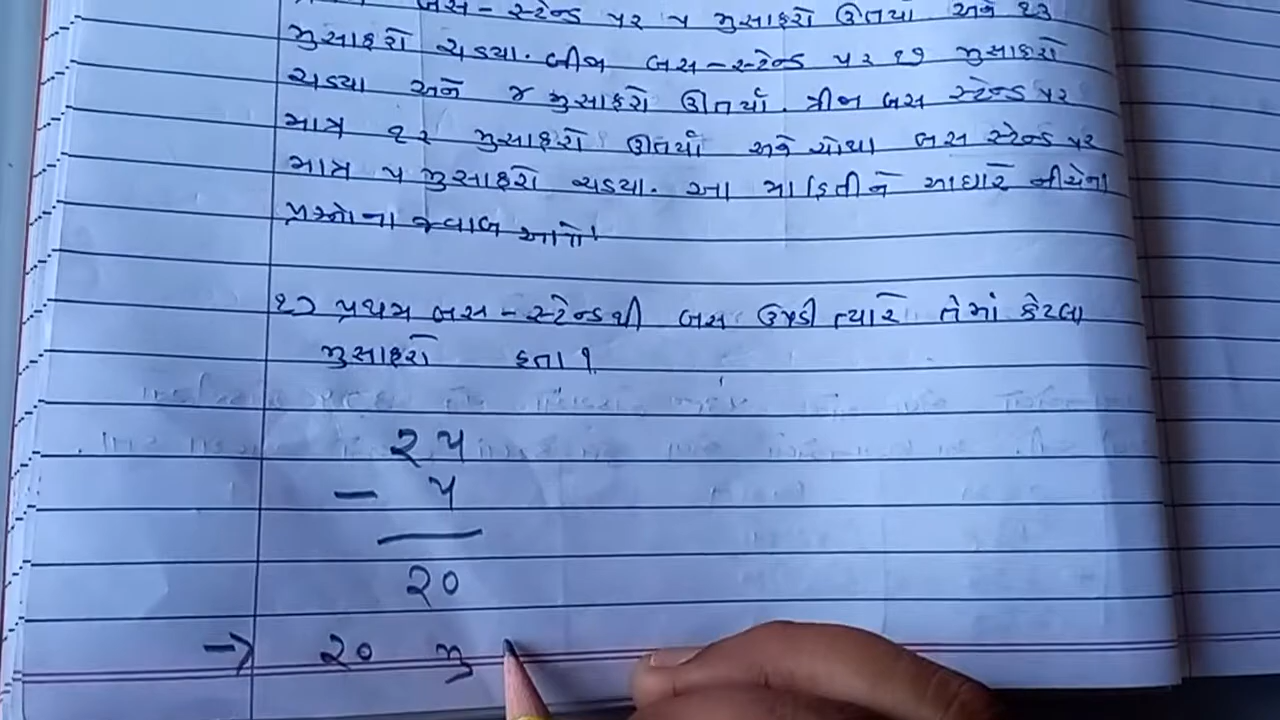 બસ - સ્ટેન્ડ પર ૫ મુસાફરો ઊતર્યા અને ૧૩
મુસાફરો ચડ્યા. બીજા બસ - સ્ટેન્ડ પર ૧૭ મુસાફરો
ચડ્યા અને ૪ મુસાફરો ઊતર્યા. ત્રીજા બસ સ્ટેન્ડ પર
માત્ર ૧૨ મુસાફરો ઊતર્યા અને ચોથા બસ સ્ટેન્ડ પર
માત્ર ૫ મુસાફરો ચડ્યા. આ માહિતીને આધારે નીચેના
પ્રશ્નોના જવાબ આપો
૧) પ્રથમ બસ - સ્ટેન્ડથી બસ ઉપડી ત્યારે તેમાં કેટલા
મુસાફરો હતા ?
૨૫
- ૫
૨૦
→ ૨૦ મુ